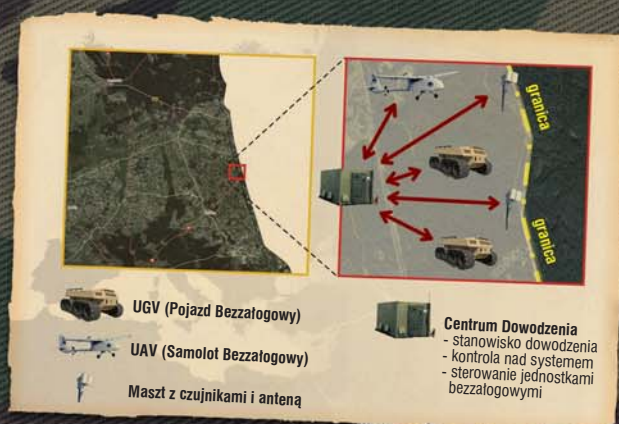 granica
granica
UGV (Pojazd Bezzałogowy)
UAV (Samolot Bezzałogowy)
Maszt z czujnikami i anteną
Centrum Dowodzenia
- stanowisko dowodzenia
- kontrola nad systemem
- sterowanie jednostkami
bezzałogowymi